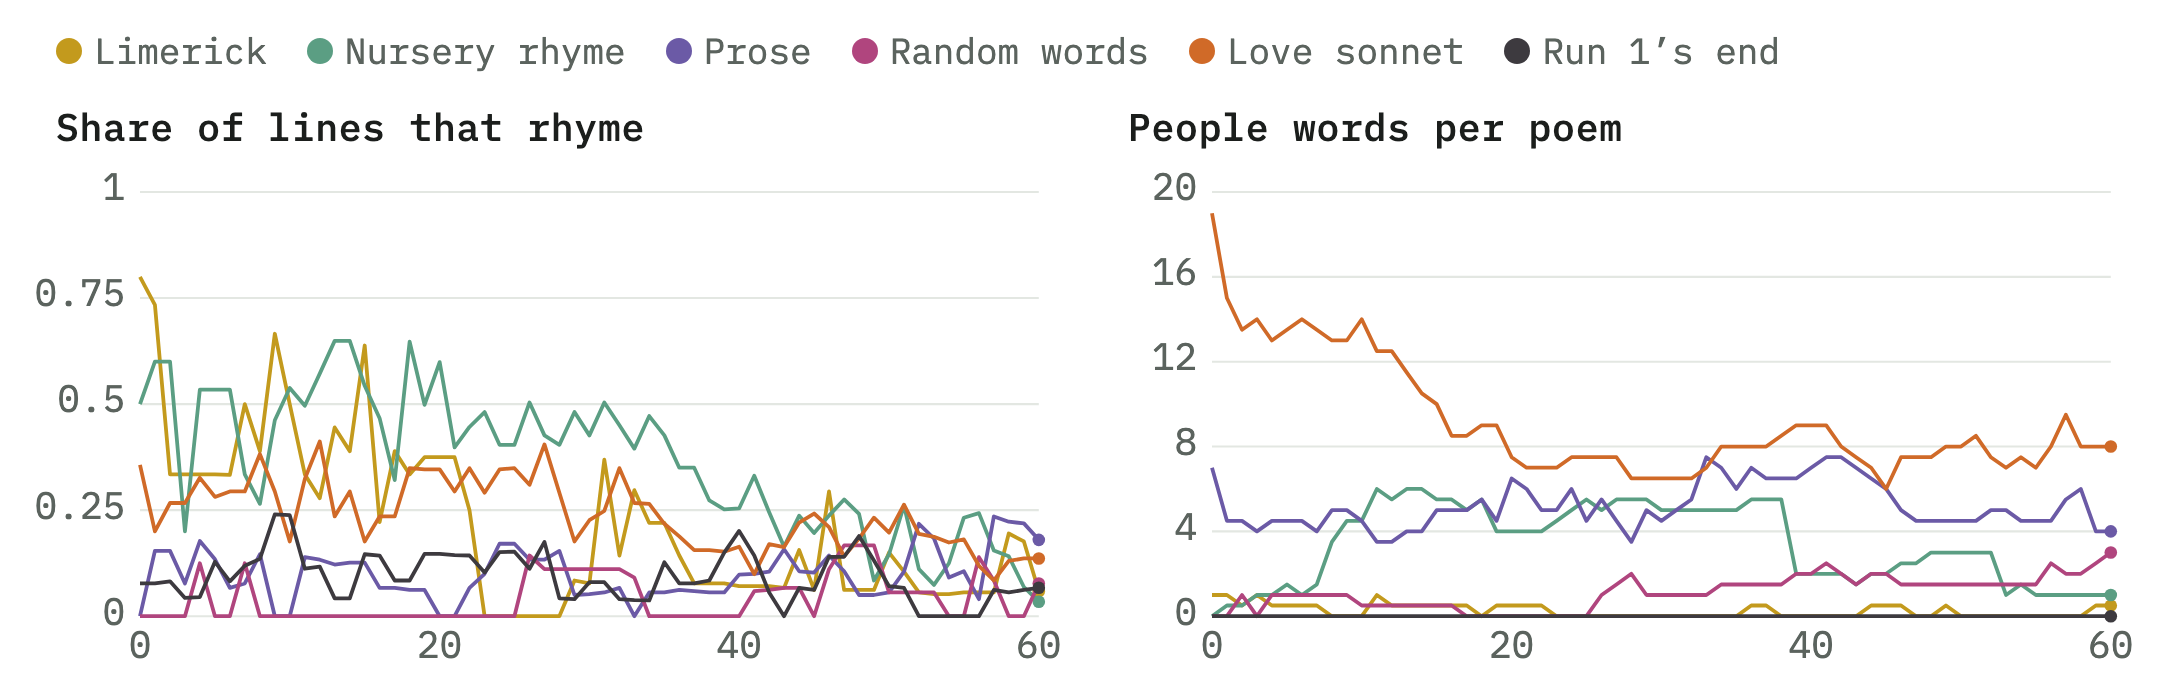 Limerick Nursery rhyme Prose Random words Love sonnet Run 1’s end
Share of lines that rhyme
1
0.75
0.5
0.25
0
0 20 40 60
People words per poem
20
16
12
8
4
0
0 20 40 60